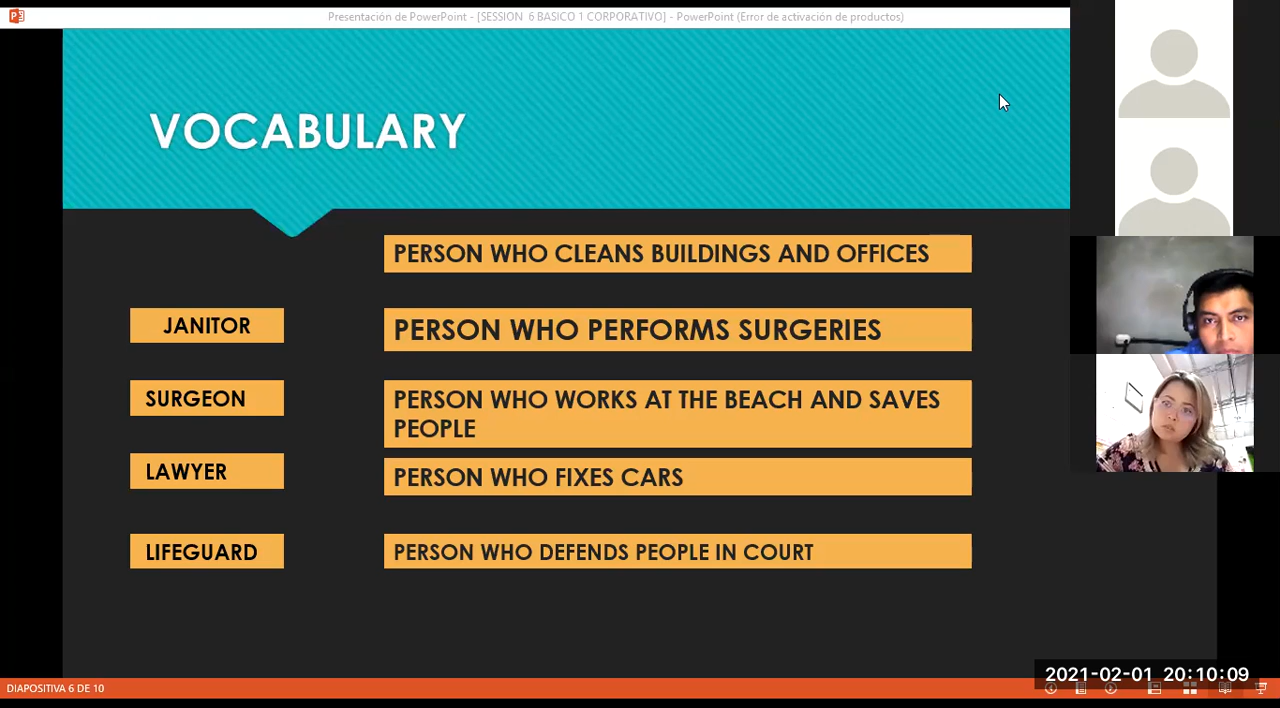 Presentación de PowerPoint - [SESSION 6 BASICO 1 CORPORATIVO] - PowerPoint (Error de activación de productos)
VOCABULARY
PERSON WHO CLEANS BUILDINGS AND OFFICES
JANITOR
PERSON WHO PERFORMS SURGERIES
SURGEON
PERSON WHO WORKS AT THE BEACH AND SAVES
PEOPLE
LAWYER
PERSON WHO FIXES CARS
LIFEGUARD
PERSON WHO DEFENDS PEOPLE IN COURT
2021-02-01 20:10:09
DIAPOSITIVA 6 DE 10